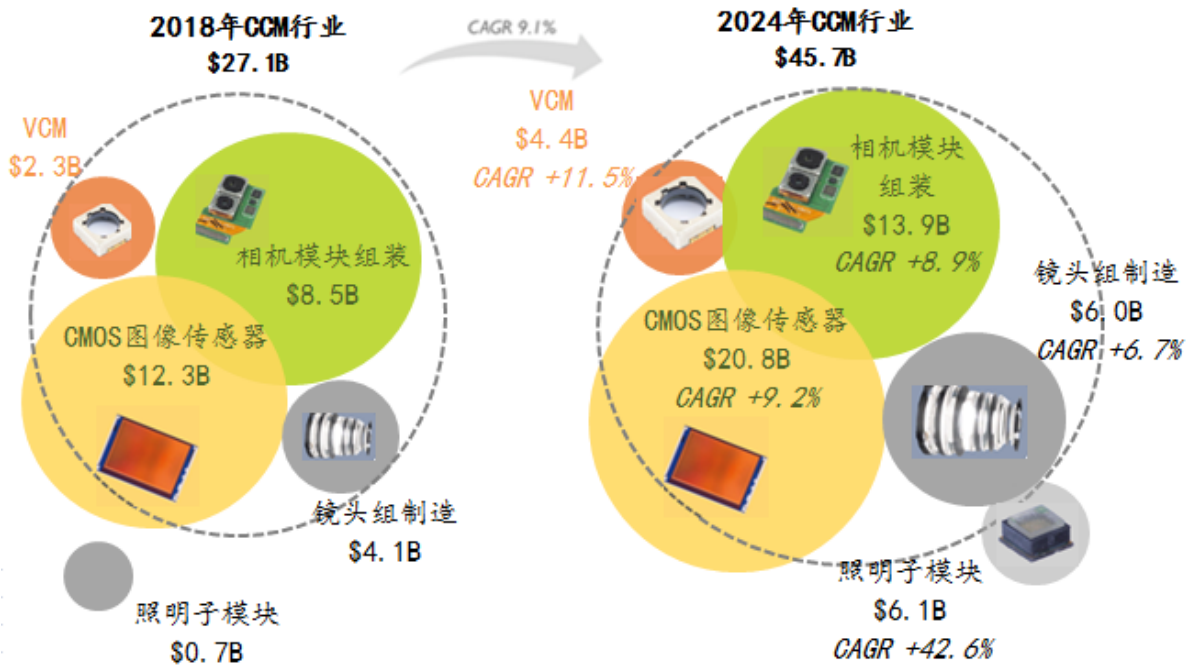 2018年CCM行业
$27.1B
CAGR 9.1%
2024年CCM行业
$45.7B
VCM
$2.3B
相机模块组装
$8.5B
CMOS图像传感器
$12.3B
镜头组制造
$4.1B
照明子模块
$0.7B
VCM
$4.4B
CAGR +11.5%
相机模块
组装
$13.9B
CAGR +8.9%
镜头组制造
$6.0B
CAGR +6.7%
CMOS图像传感器
$20.8B
CAGR +9.2%
照明子模块
$6.1B
CAGR +42.6%